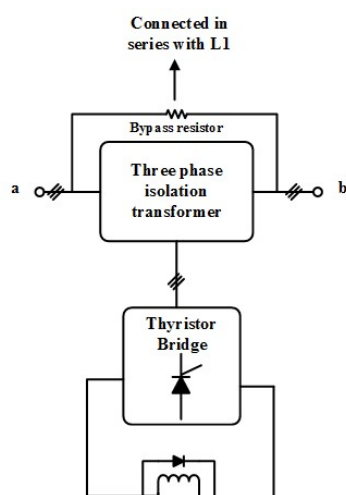 Connected in
series with L1
Bypass resistor
a
Three phase
isolation
transformer
b
Thyristor
Bridge